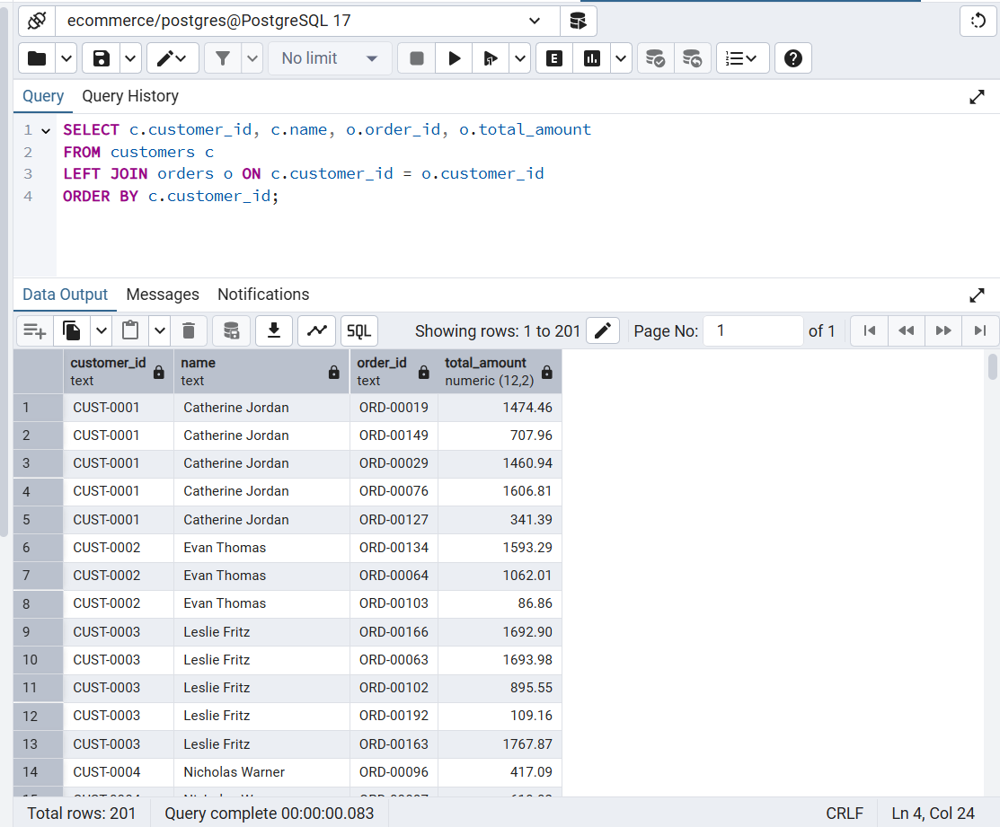 ecommerce/postgres@PostgreSQL 17
No limit
E
Query Query History
1 SELECT c.customer_id, c.name, o.order_id, o.total_amount
2 FROM customers c
3 LEFT JOIN orders o ON c.customer_id = o.customer_id
4 ORDER BY c.customer_id;
Data Output Messages Notifications
SQL Showing rows: 1 to 201 Page No: 1 of 1
customer_id name order_id total_amount
text text text numeric (12,2)
1 CUST-0001 Catherine Jordan ORD-00019 1474.46
2 CUST-0001 Catherine Jordan ORD-00149 707.96
3 CUST-0001 Catherine Jordan ORD-00029 1460.94
4 CUST-0001 Catherine Jordan ORD-00076 1606.81
5 CUST-0001 Catherine Jordan ORD-00127 341.39
6 CUST-0002 Evan Thomas ORD-00134 1593.29
7 CUST-0002 Evan Thomas ORD-00064 1062.01
8 CUST-0002 Evan Thomas ORD-00103 86.86
9 CUST-0003 Leslie Fritz ORD-00166 1692.90
10 CUST-0003 Leslie Fritz ORD-00063 1693.98
11 CUST-0003 Leslie Fritz ORD-00102 895.55
12 CUST-0003 Leslie Fritz ORD-00192 109.16
13 CUST-0003 Leslie Fritz ORD-00163 1767.87
14 CUST-0004 Nicholas Warner ORD-00096 417.09
Total rows: 201 Query complete 00:00:00.083 CRLF Ln 4, Col 24